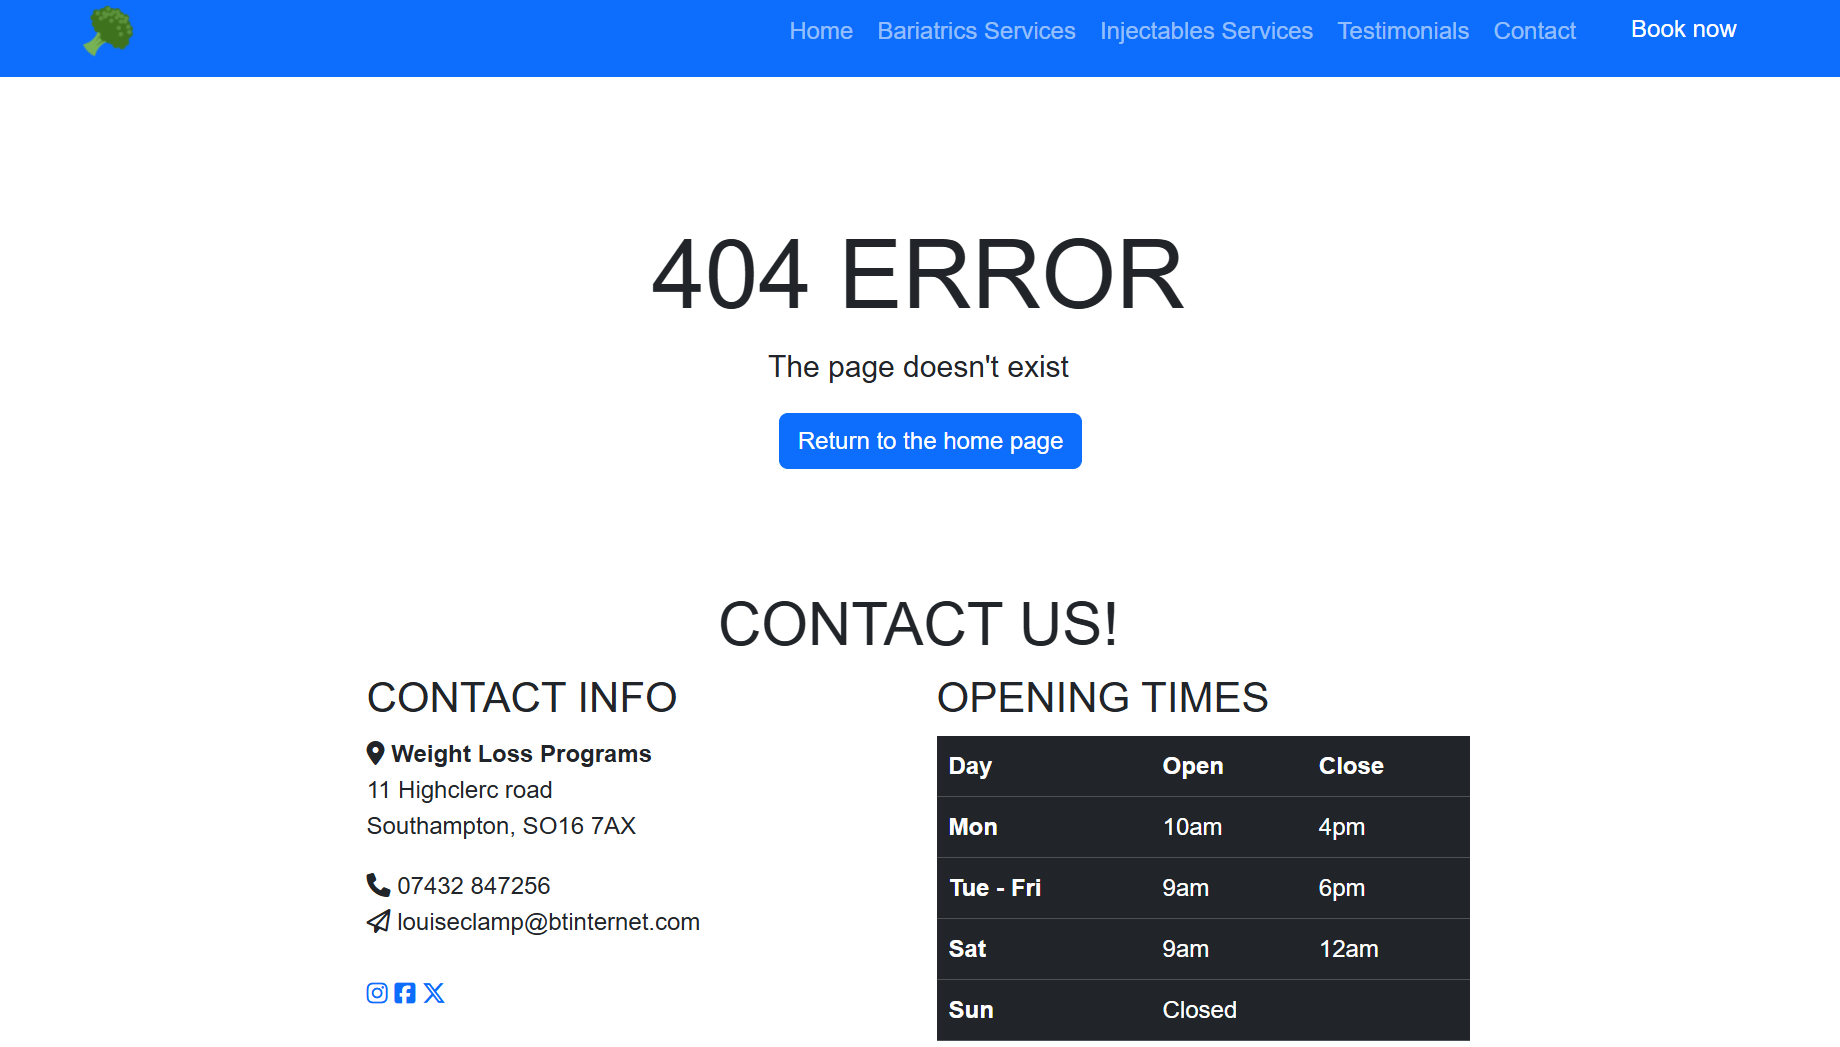 Home Bariatrics Services Injectables Services Testimonials Contact Book now
404 ERROR
The page doesn't exist
Return to the home page
CONTACT US!
CONTACT INFO
Weight Loss Programs
11 Highclerc road
Southampton, SO16 7AX
07432 847256
louiseclamp@btinternet.com
OPENING TIMES
Day Open Close
Mon 10am 4pm
Tue - Fri 9am 6pm
Sat 9am 12am
Sun Closed